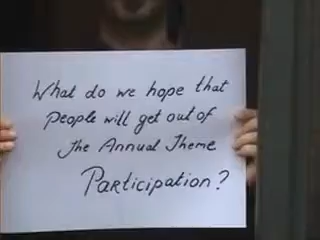 What do we hope that
people will get out of
the Annual Theme
Participation?